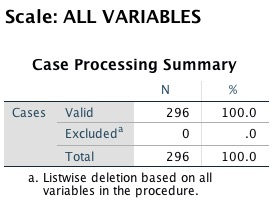 Scale: ALL VARIABLES
Case Processing Summary
N %
Cases Valid 296 100.0
Excludedᵃ 0 .0
Total 296 100.0
a. Listwise deletion based on all
variables in the procedure.